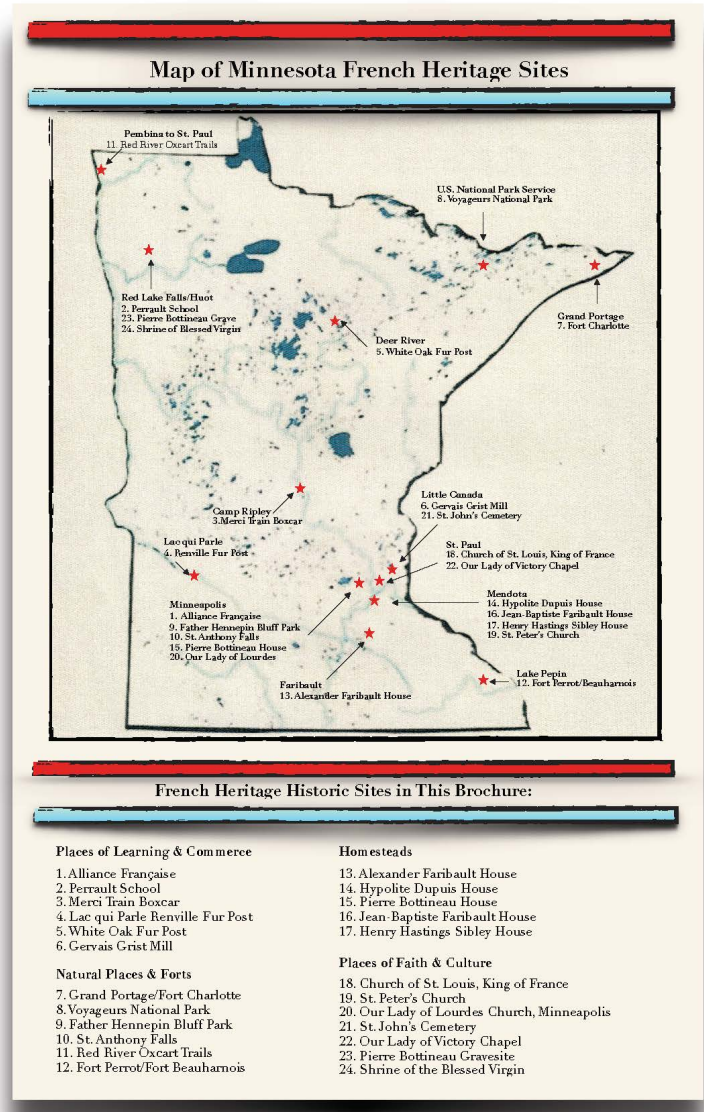 Map of Minnesota French Heritage Sites
Pembina to St. Paul
11. Red River Oxcart Trails
U.S. National Park Service
8. Voyageurs National Park
Red Lake Falls/Huot
2. Perrault School
23. Pierre Bottineau Grave
24. Shrine of Blessed Virgin
Grand Portage
7. Fort Charlotte
Deer River
5. White Oak Fur Post
Camp Ripley
3. Merci Train Boxcar
Little Canada
6. Gervais Grist Mill
21. St. John's Cemetery
Lac qui Parle
4. Renville Fur Post
St. Paul
18. Church of St. Louis, King of France
22. Our Lady of Victory Chapel
Minneapolis
1. Alliance Française
9. Father Hennepin Bluff Park
10. St. Anthony Falls
15. Pierre Bottineau House
20. Our Lady of Lourdes
Mendota
14. Hypolite Dupuis House
16. Jean-Baptiste Faribault House
17. Henry Hastings Sibley House
19. St. Peter's Church
Faribault
13. Alexander Faribault House
Lake Pepin
12. Fort Perrot/Beauharnois
French Heritage Historic Sites in This Brochure:
Places of Learning & Commerce
1. Alliance Française
2. Perrault School
3. Merci Train Boxcar
4. Lac qui Parle Renville Fur Post
5. White Oak Fur Post
6. Gervais Grist Mill
Natural Places & Forts
7. Grand Portage/Fort Charlotte
8. Voyageurs National Park
9. Father Hennepin Bluff Park
10. St. Anthony Falls
11. Red River Oxcart Trails
12. Fort Perrot/Fort Beauharnois
Homesteads
13. Alexander Faribault House
14. Hypolite Dupuis House
15. Pierre Bottineau House
16. Jean-Baptiste Faribault House
17. Henry Hastings Sibley House
Places of Faith & Culture
18. Church of St. Louis, King of France
19. St. Peter's Church
20. Our Lady of Lourdes Church, Minneapolis
21. St. John's Cemetery
22. Our Lady of Victory Chapel
23. Pierre Bottineau Gravesite
24. Shrine of the Blessed Virgin